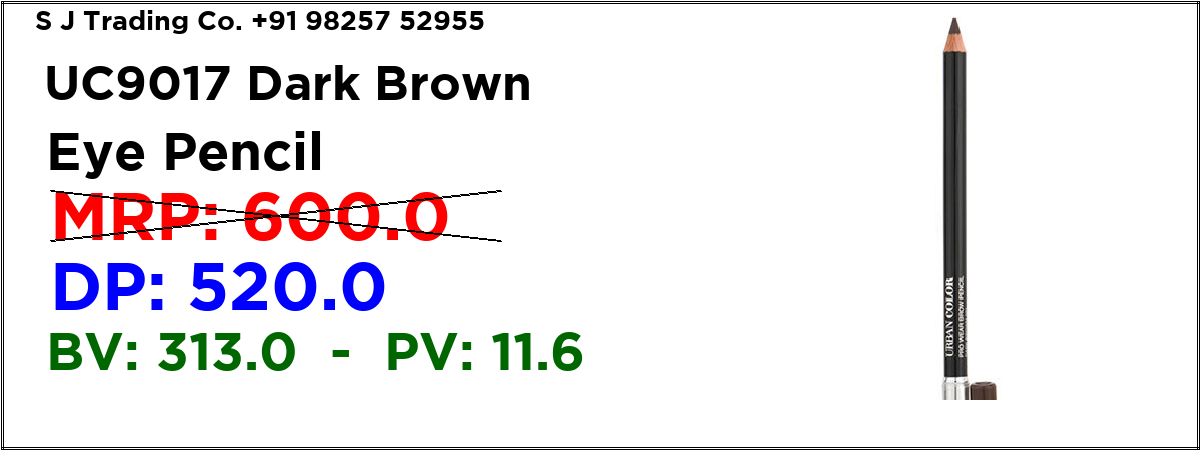 S J Trading Co. +91 98257 52955
UC9017 Dark Brown
Eye Pencil
MRP: 600.0
DP: 520.0
BV: 313.0 - PV: 11.6
URBAN COLOR
PRO WEAR BROW PENCIL